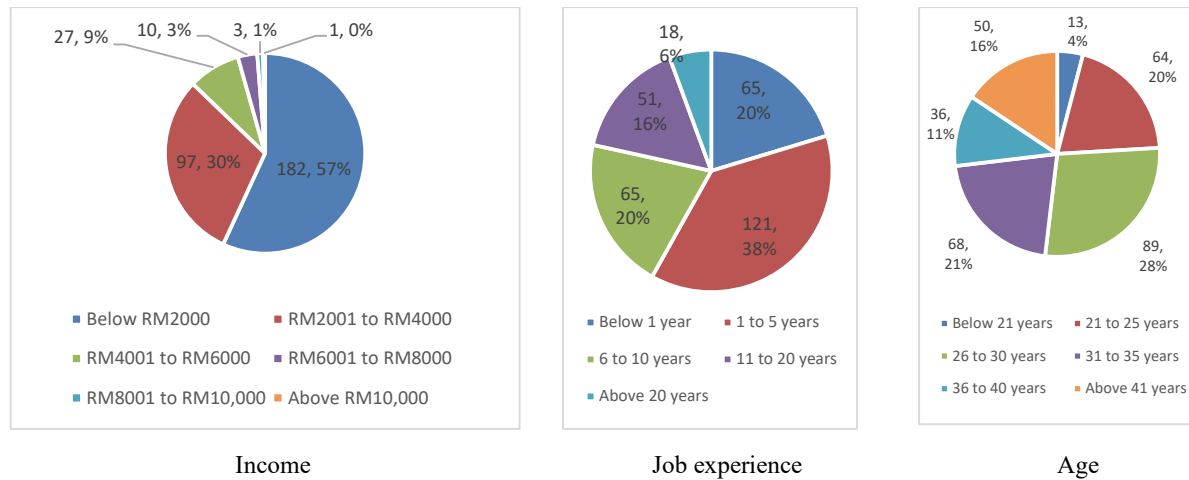 10, 3%
3, 1%
1, 0%
27, 9%
97, 30%
182, 57%
Below RM2000
RM2001 to RM4000
RM4001 to RM6000
RM6001 to RM8000
RM8001 to RM10,000
Above RM10,000
Income
18,
6%
65,
20%
51,
16%
65,
20%
121,
38%
Below 1 year
1 to 5 years
6 to 10 years
11 to 20 years
Above 20 years
Job experience
50,
16%
13,
4%
64,
20%
36,
11%
68,
21%
89,
28%
Below 21 years
21 to 25 years
26 to 30 years
31 to 35 years
36 to 40 years
Above 41 years
Age